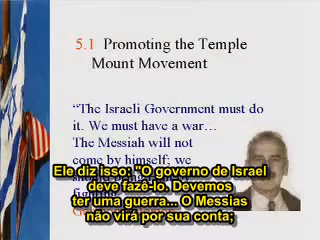 5.1 Promoting the Temple
Mount Movement
“The Israeli Government must do
it. We must have a war…
The Messiah will not
come by himself; we
Ele diz isso: "O governo de Israel
deve fazê-lo. Devemos
ter uma guerra... O Messias
não virá por sua conta;